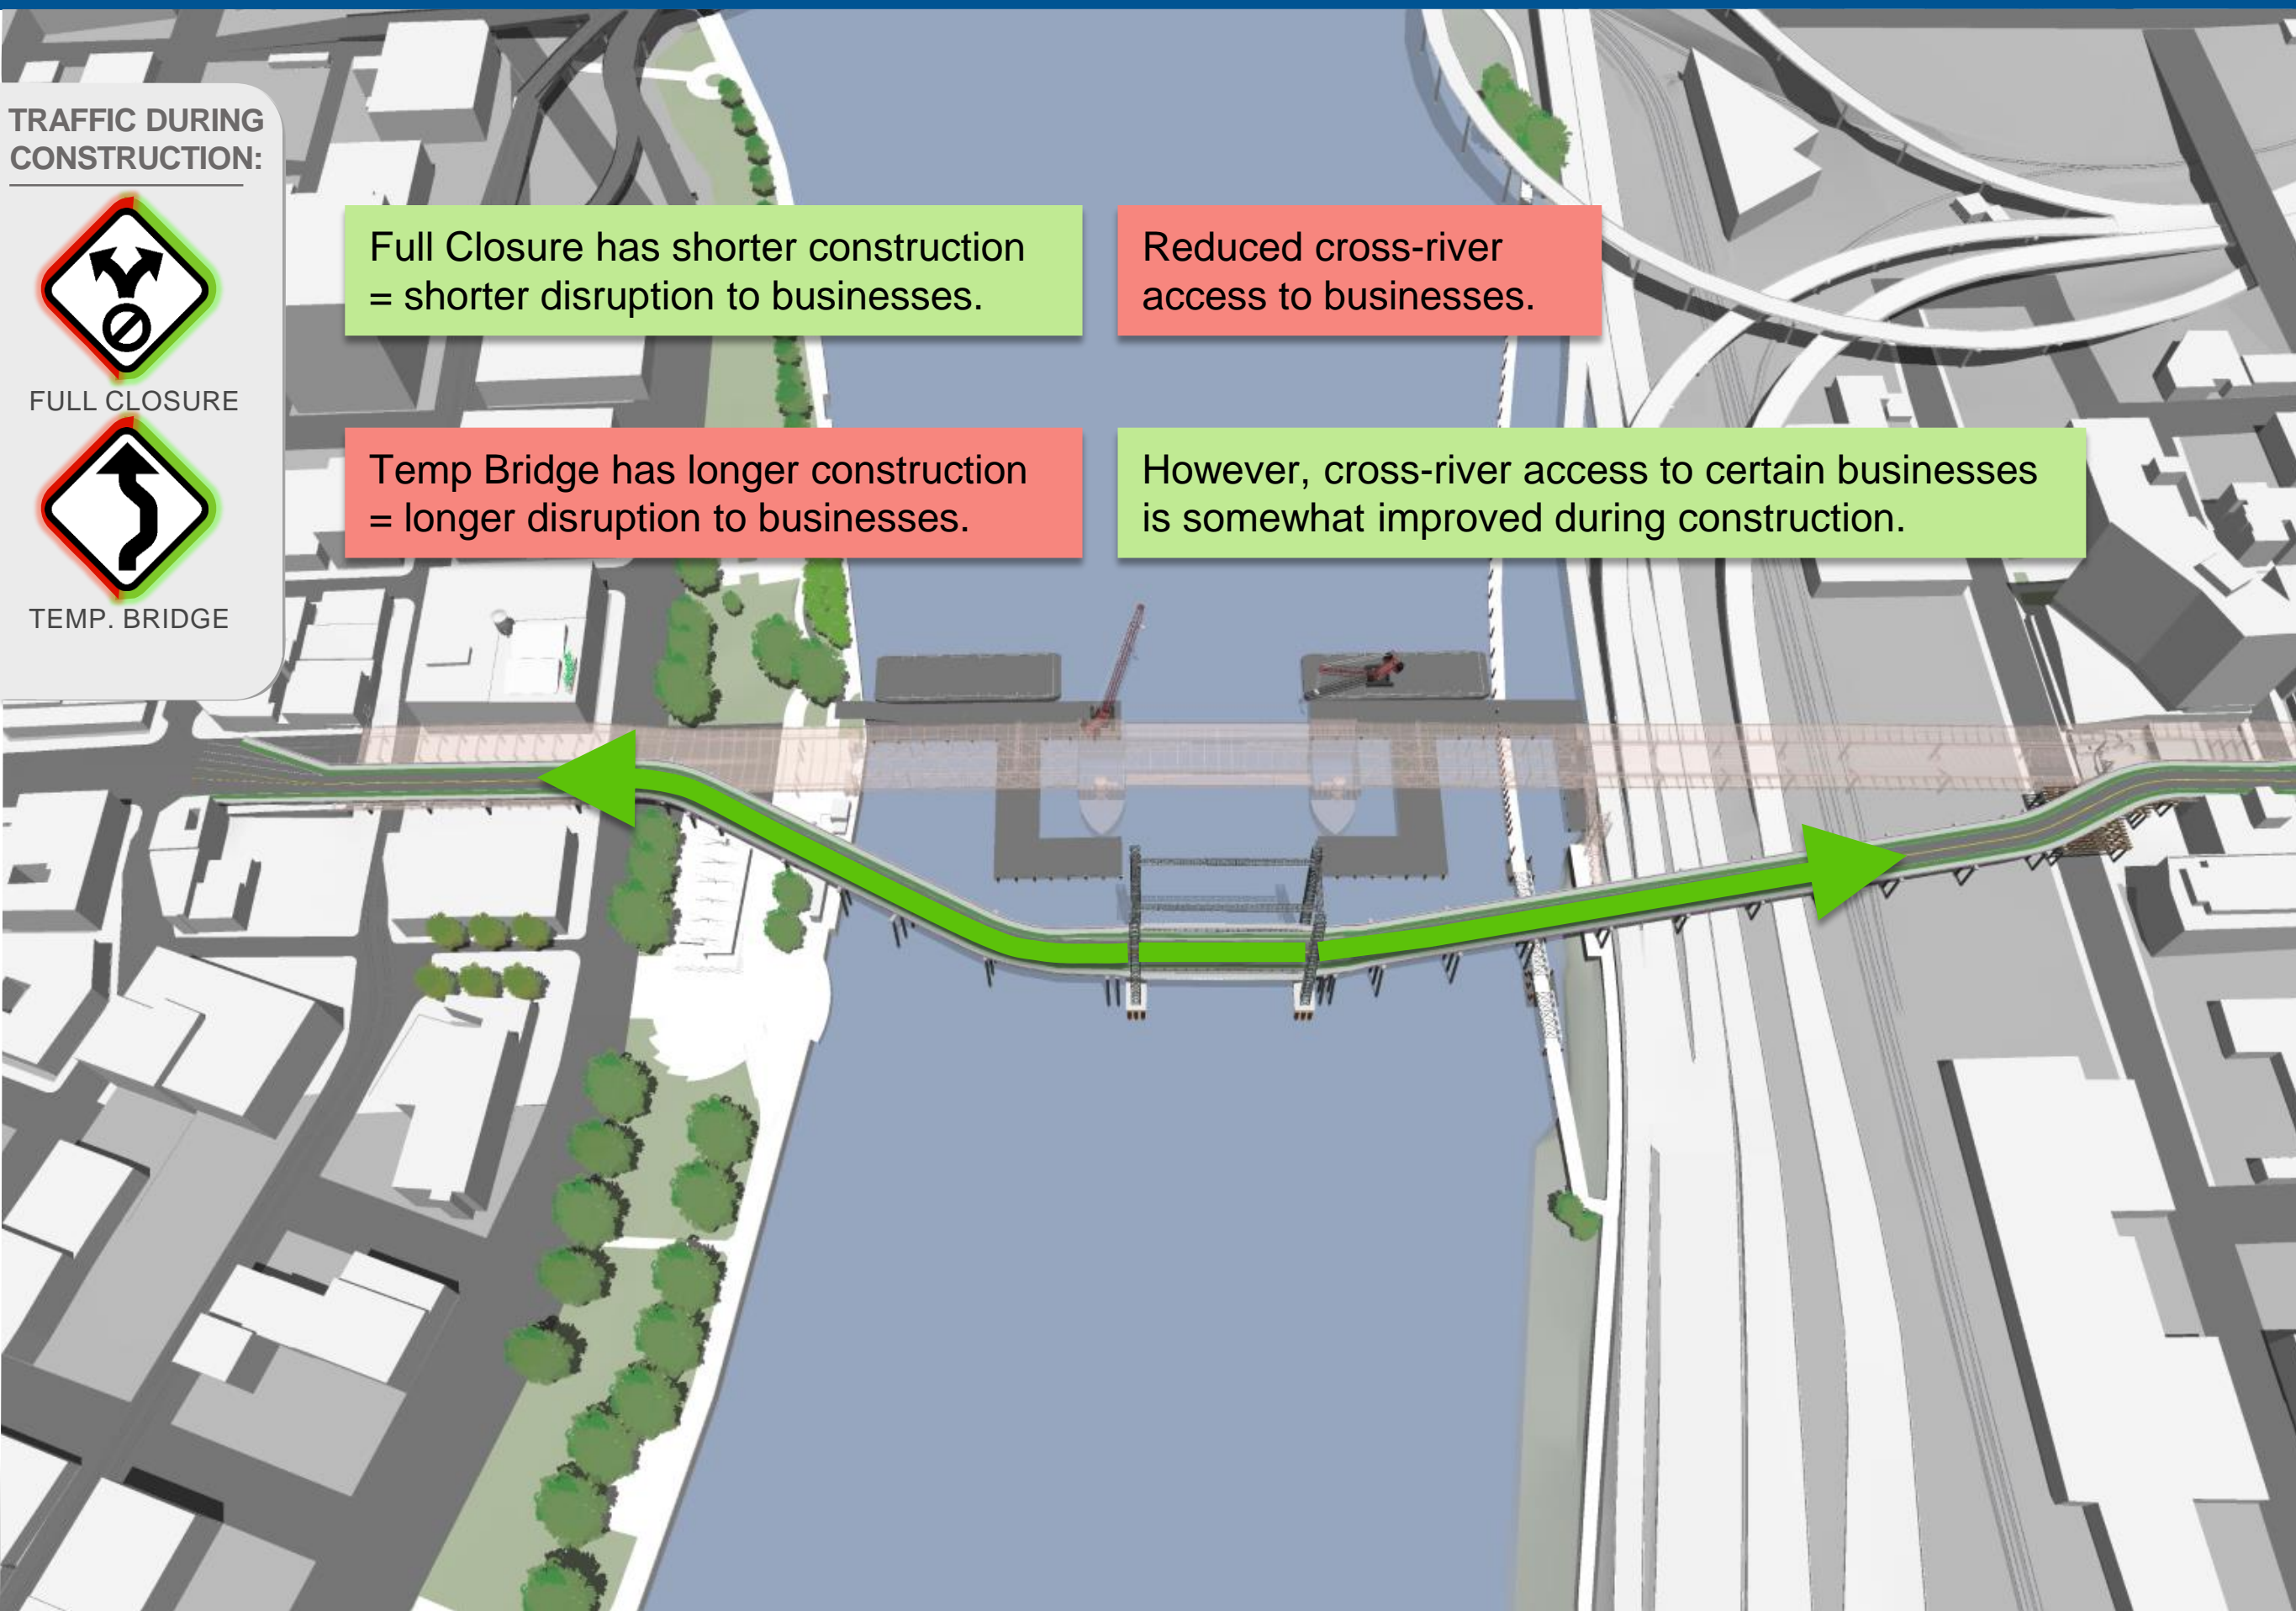 TRAFFIC DURING
CONSTRUCTION:
FULL CLOSURE
TEMP. BRIDGE
Full Closure has shorter construction
= shorter disruption to businesses.
Reduced cross-river
access to businesses.
Temp Bridge has longer construction
= longer disruption to businesses.
However, cross-river access to certain businesses
is somewhat improved during construction.